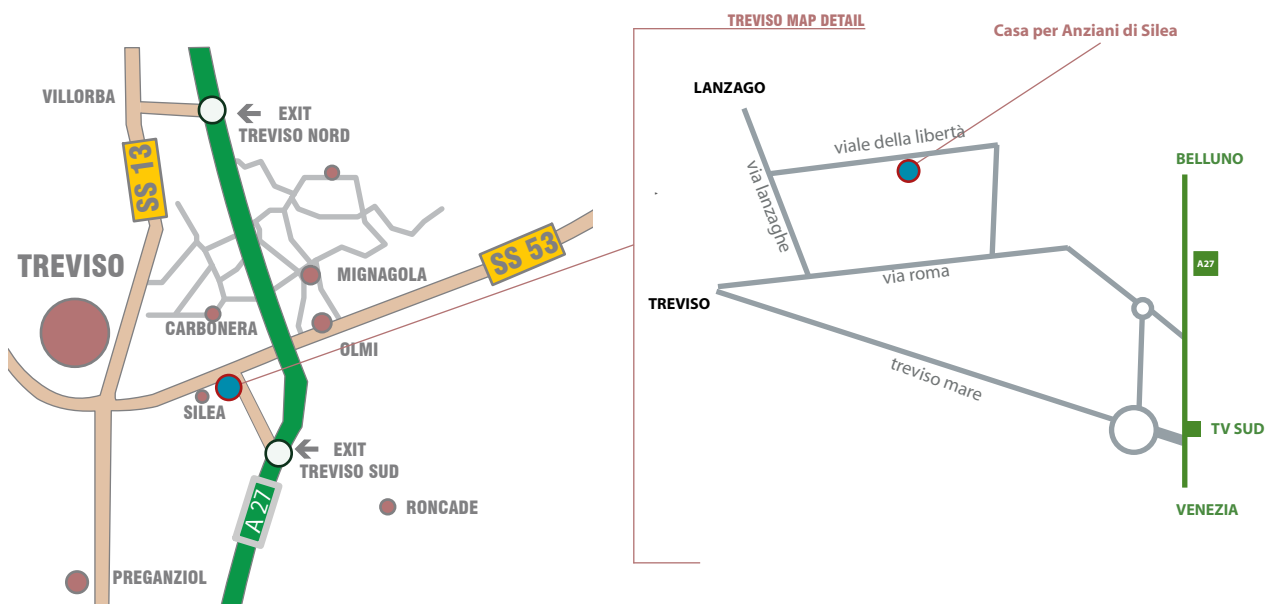 TREVISO MAP DETAIL
Casa per Anziani di Silea
VILLORBA
EXIT
TREVISO NORD
SS 13
TREVISO
MIGNAGOLA
SS 53
CARBONERA
OLMI
SILEA
EXIT
TREVISO SUD
A 27
RONCADE
PREGANZIOL
LANZAGO
viale della libertà
via lanzaghe
BELLUNO
A27
via roma
TREVISO
treviso mare
TV SUD
VENEZIA